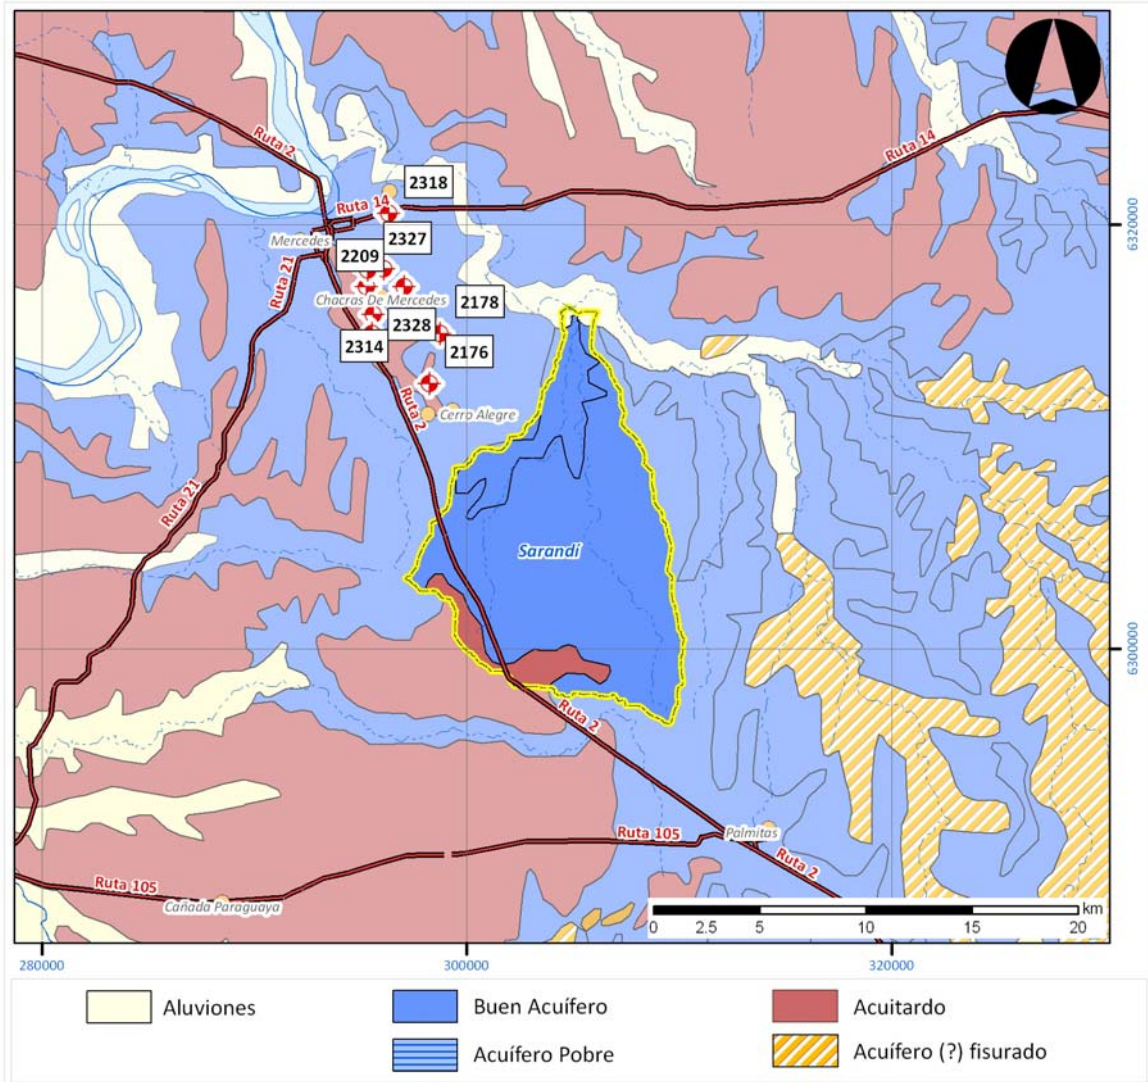 Ruta 2
Ruta 14
2318
Ruta 14
6320000
2327
Mercedes
2209
Ruta 21
Chacras De Mercedes
2178
2328
2314
2176
Ruta 2
Cerro Alegre
Ruta 21
Sarandí
6300000
Ruta 2
Ruta 105
Palmitas
Ruta 2
Ruta 105
Cañada Paraguaya
km
0 2.5 5 10 15 20
280000 300000 320000
Aluviones Buen Acuífero Acuitardo
Acuífero Pobre Acuífero (?) fisurado